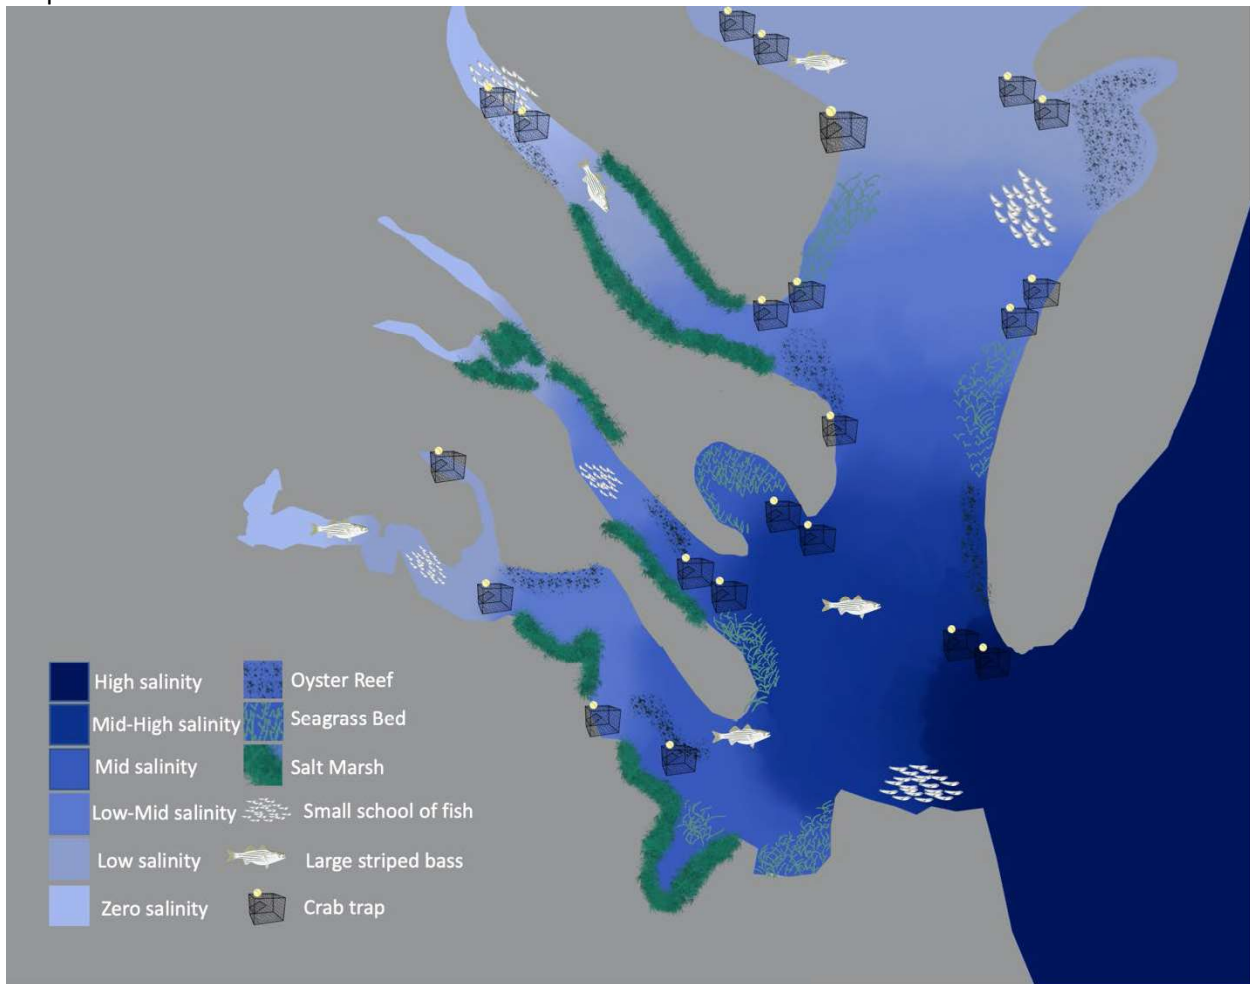 High salinity
Oyster Reef
Mid-High salinity
Seagrass Bed
Mid salinity
Salt Marsh
Low-Mid salinity
Small school of fish
Low salinity
Large striped bass
Zero salinity
Crab trap